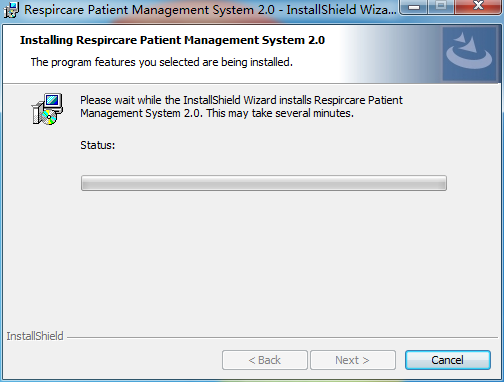 Respircare Patient Management System 2.0 - InstallShield Wiza...
Installing Respircare Patient Management System 2.0
The program features you selected are being installed.
Please wait while the InstallShield Wizard installs Respircare Patient
Management System 2.0. This may take several minutes.
Status:
InstallShield
< Back
Next >
Cancel